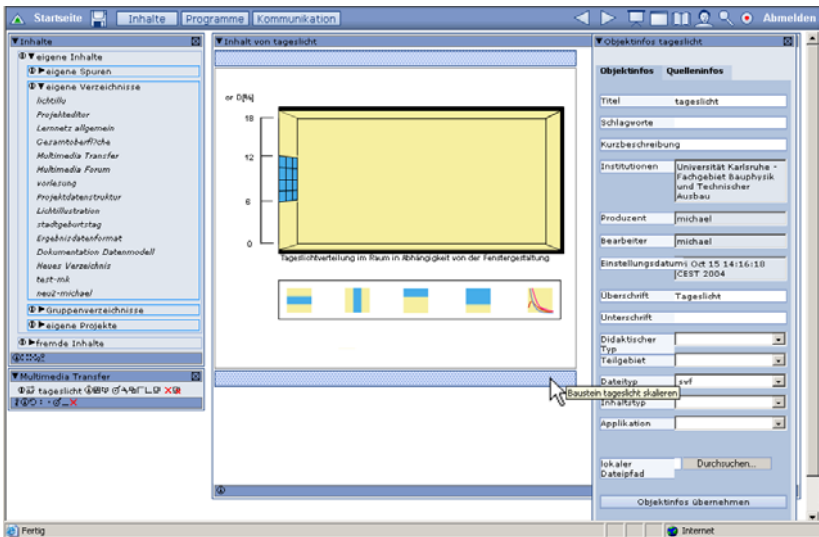 Startseite Inhalte Programme Kommunikation Abmelden
Inhalte
eigene Inhalte
eigene Spuren
eigene Verzeichnisse
lichtillu
Projekteditor
Lernnetz allgemein
Gesamtoberfl?che
Multimedia Transfer
Multimedia Forum
vorlesung
Projektdatenstruktur
Lichtillustration
stadtgeburtstag
Ergebnisdatenformat
Dokumentation Datenmodell
Neues Verzeichnis
test-mk
neu2-michael
Gruppenverzeichnisse
eigene Projekte
fremde Inhalte
Multimedia Transfer
tageslicht
Inhalt von tageslicht
or D[%]
18
12
6
0
Tageslichtverteilung im Raum in Abhängigkeit von der Fenstergestaltung
Baustein tageslicht skalieren
Objektinfos tageslicht
Objektinfos Quelleninfos
Titel tageslicht
Schlagworte
Kurzbeschreibung
Institutionen Universität Karlsruhe -
Fachgebiet Bauphysik
und Technischer
Ausbau
Produzent michael
Bearbeiter michael
Einstellungsdatum: Oct 15 14:16:18
CEST 2004
Überschrift Tageslicht
Unterschrift
Didaktischer
Typ
Teilgebiet
Dateityp .swf
Inhaltstyp
Applikation
lokaler
Dateipfad Durchsuchen...
Objektinfos übernehmen
Fertig Internet